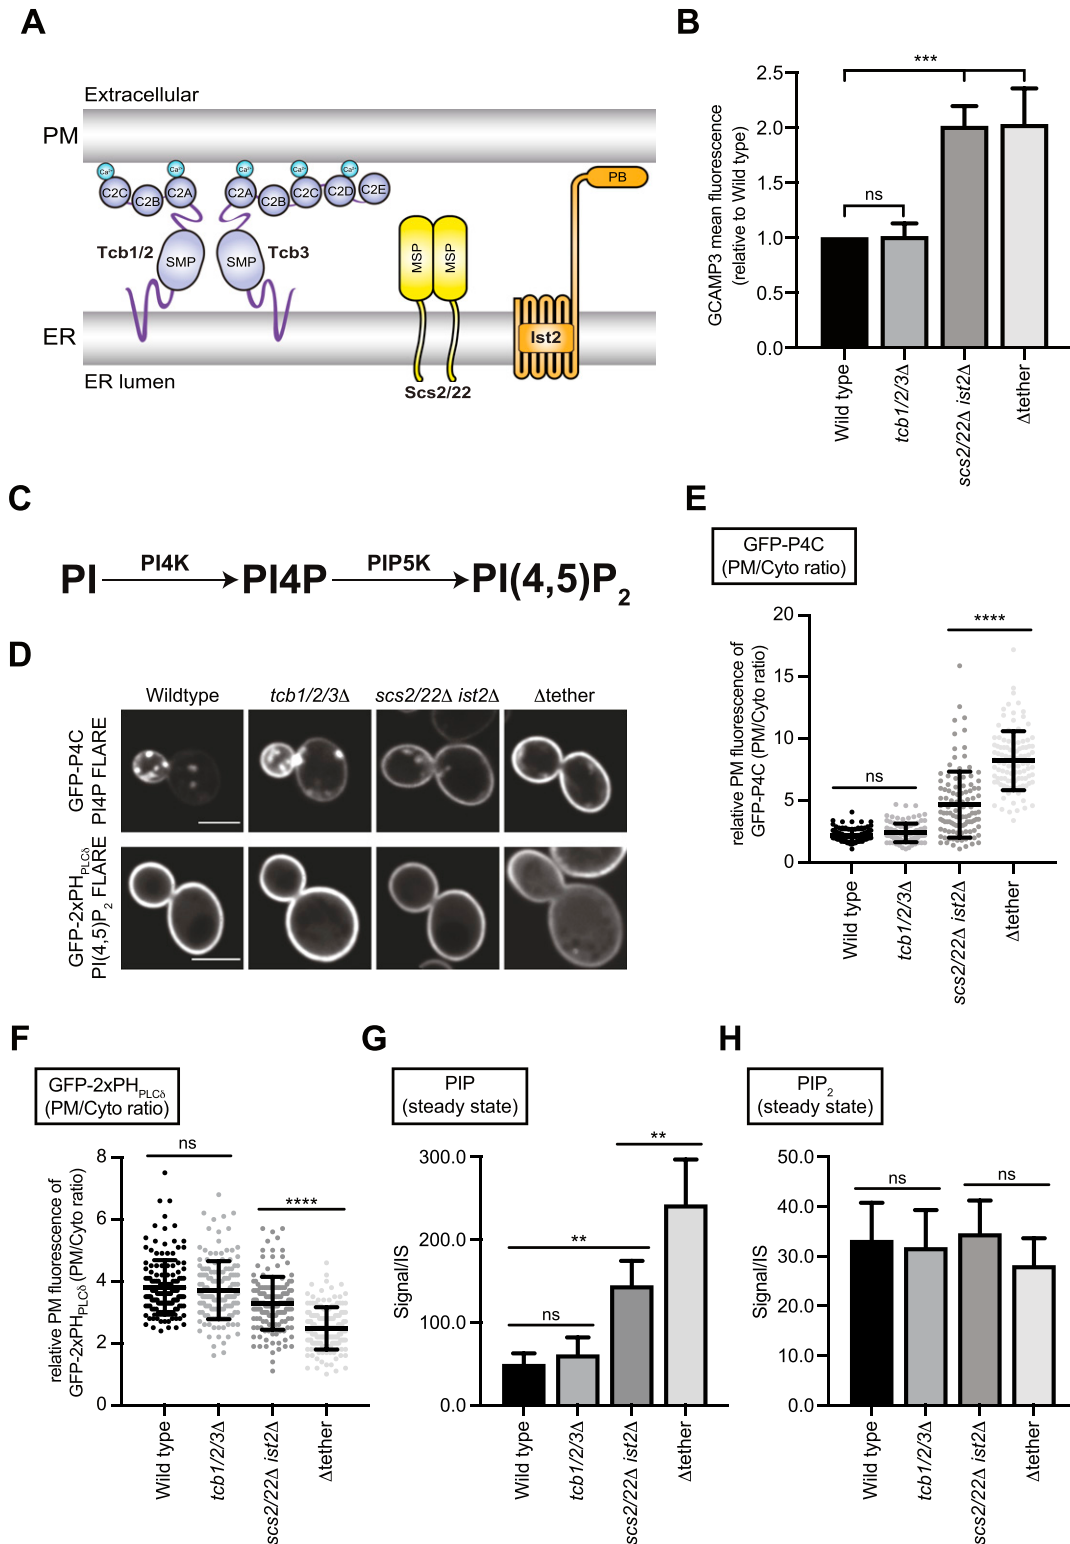 A
Extracellular
PM
Ca²⁺ Ca²⁺ Ca²⁺ Ca²⁺ Ca²⁺
C2C C2B C2A C2A C2B C2C C2D C2E
PB
Tcb1/2
SMP
SMP
Tcb3
MSP
MSP
ER
Ist2
ER lumen
Scs2/22
B
GCAMP3 mean fluorescence
(relative to Wild type)
2.5
2.0
1.5
1.0
0.5
0.0
***
ns
Wild type
tcb1/2/3Δ
scs2/22Δ ist2Δ
Δtether
C
PI
PI4K
PI4P
PIP5K
PI(4,5)P₂
D
Wildtype
tcb1/2/3Δ
scs2/22Δ ist2Δ
Δtether
GFP-P4C
PI4P FLARE
GFP-2xPH_PLCδ
PI(4,5)P₂ FLARE
E
GFP-P4C
(PM/Cyto ratio)
relative PM fluorescence of
GFP-P4C (PM/Cyto ratio)
20
15
10
5
0
ns
****
Wild type
tcb1/2/3Δ
scs2/22Δ ist2Δ
Δtether
F
GFP-2xPH_PLCδ
(PM/Cyto ratio)
relative PM fluorescence of
GFP-2xPH_PLCδ (PM/Cyto ratio)
8
6
4
2
0
ns
****
Wild type
tcb1/2/3Δ
scs2/22Δ ist2Δ
Δtether
G
PIP
(steady state)
Signal/IS
300.0
200.0
100.0
0.0
ns
**
**
Wild type
tcb1/2/3Δ
scs2/22Δ ist2Δ
Δtether
H
PIP₂
(steady state)
Signal/IS
50.0
40.0
30.0
20.0
10.0
0.0
ns
ns
Wild type
tcb1/2/3Δ
scs2/22Δ ist2Δ
Δtether